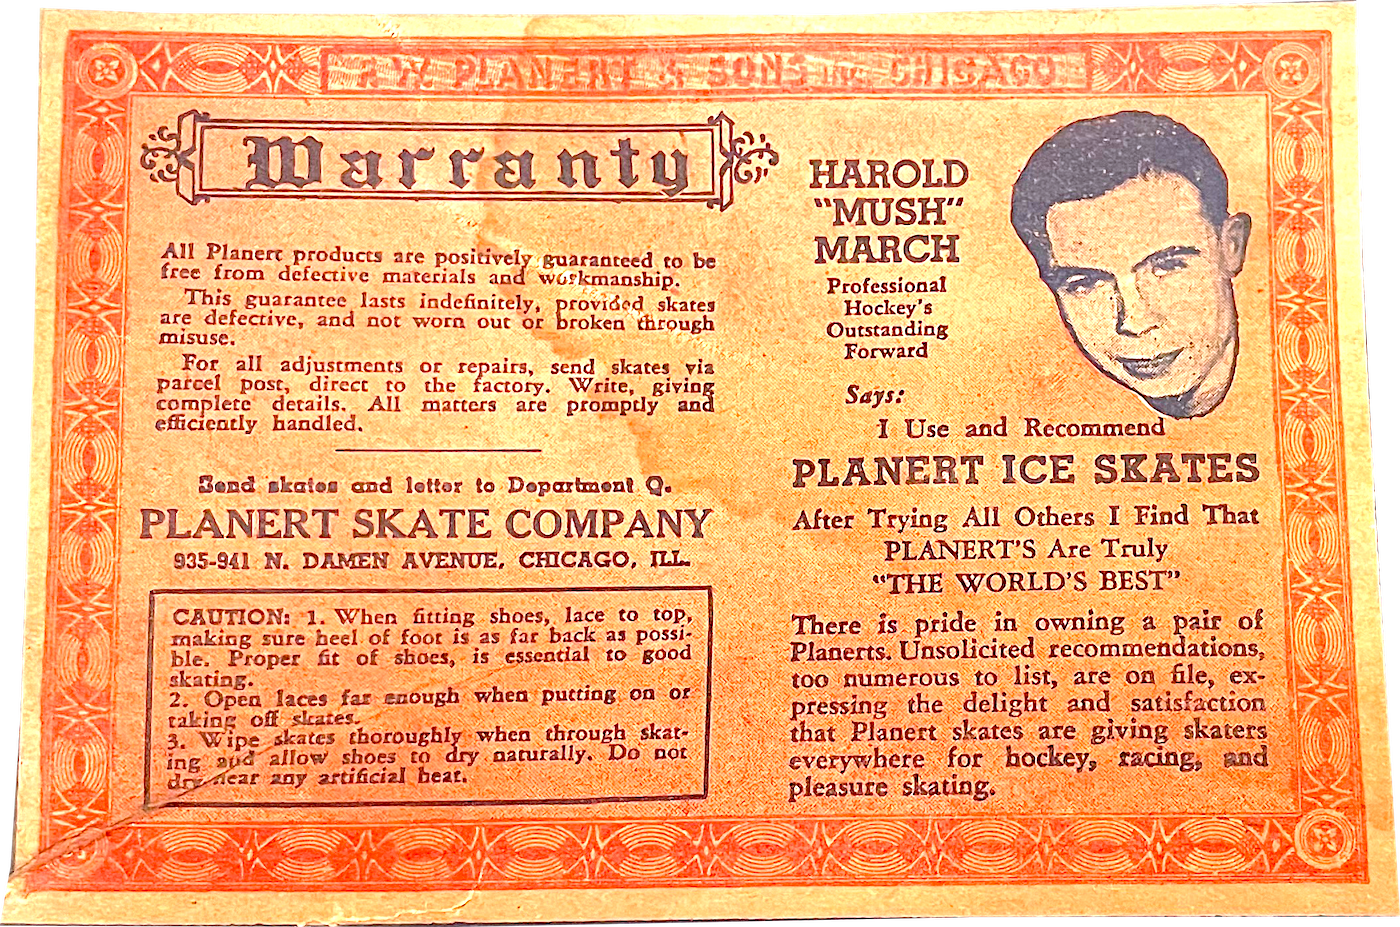 F. W. PLANERT & SONS Inc. CHICAGO
Warranty
All Planert products are positively guaranteed to be
free from defective materials and workmanship.
This guarantee lasts indefinitely, provided skates
are defective, and not worn out or broken through
misuse.
For all adjustments or repairs, send skates via
parcel post, direct to the factory. Write, giving
complete details. All matters are promptly and
efficiently handled.
Send skates and letter to Department Q.
PLANERT SKATE COMPANY
935-941 N. DAMEN AVENUE, CHICAGO, ILL.
CAUTION: 1. When fitting shoes, lace to top,
making sure heel of foot is as far back as possi-
ble. Proper fit of shoes, is essential to good
skating.
2. Open laces far enough when putting on or
taking off skates.
3. Wipe skates thoroughly when through skat-
ing and allow shoes to dry naturally. Do not
dry near any artificial heat.
HAROLD
"MUSH"
MARCH
Professional
Hockey's
Outstanding
Forward
Says:
I Use and Recommend
PLANERT ICE SKATES
After Trying All Others I Find That
PLANERT'S Are Truly
"THE WORLD'S BEST"
There is pride in owning a pair of
Planerts. Unsolicited recommendations,
too numerous to list, are on file, ex-
pressing the delight and satisfaction
that Planert skates are giving skaters
everywhere for hockey, racing, and
pleasure skating.